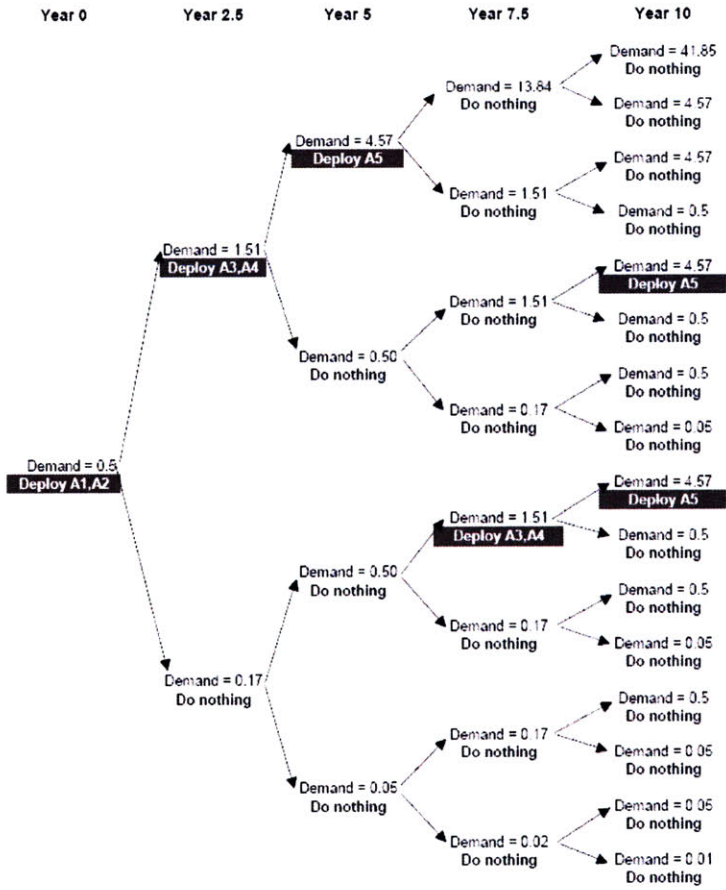 Year 0 Year 2.5 Year 5 Year 7.5 Year 10
Demand = 41.85
Do nothing
Demand = 13.84
Do nothing
Demand = 4.57
Do nothing
Demand = 4.57
Deploy A5
Demand = 4.57
Do nothing
Demand = 1.51
Do nothing
Demand = 0.5
Do nothing
Demand = 1.51
Deploy A3,A4
Demand = 4.57
Deploy A5
Demand = 1.51
Do nothing
Demand = 0.5
Do nothing
Demand = 0.50
Do nothing
Demand = 0.5
Do nothing
Demand = 0.17
Do nothing
Demand = 0.05
Do nothing
Demand = 0.5
Deploy A1,A2
Demand = 4.57
Deploy A5
Demand = 1.51
Deploy A3,A4
Demand = 0.5
Do nothing
Demand = 0.50
Do nothing
Demand = 0.5
Do nothing
Demand = 0.17
Do nothing
Demand = 0.05
Do nothing
Demand = 0.17
Do nothing
Demand = 0.5
Do nothing
Demand = 0.17
Do nothing
Demand = 0.05
Do nothing
Demand = 0.05
Do nothing
Demand = 0.05
Do nothing
Demand = 0.02
Do nothing
Demand = 0.01
Do nothing